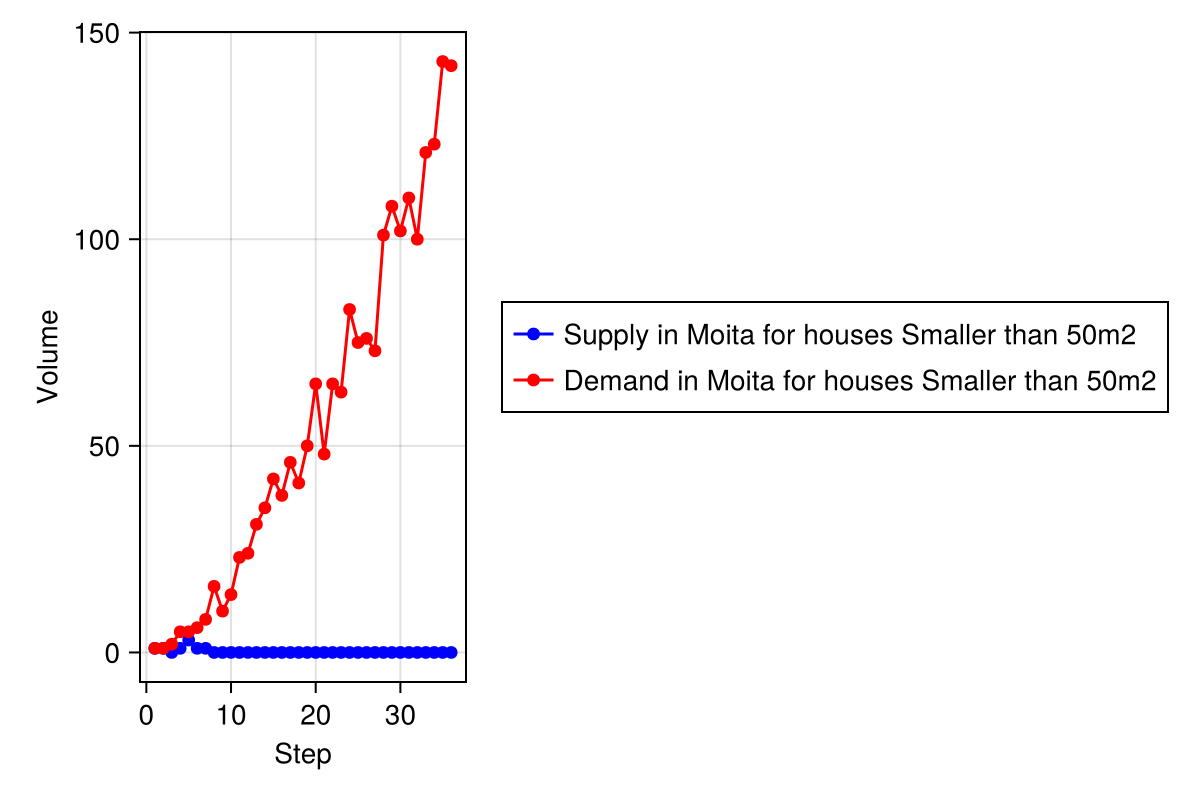 150
100
50
0
Volume
0 10 20 30
Step
Supply in Moita for houses Smaller than 50m2
Demand in Moita for houses Smaller than 50m2